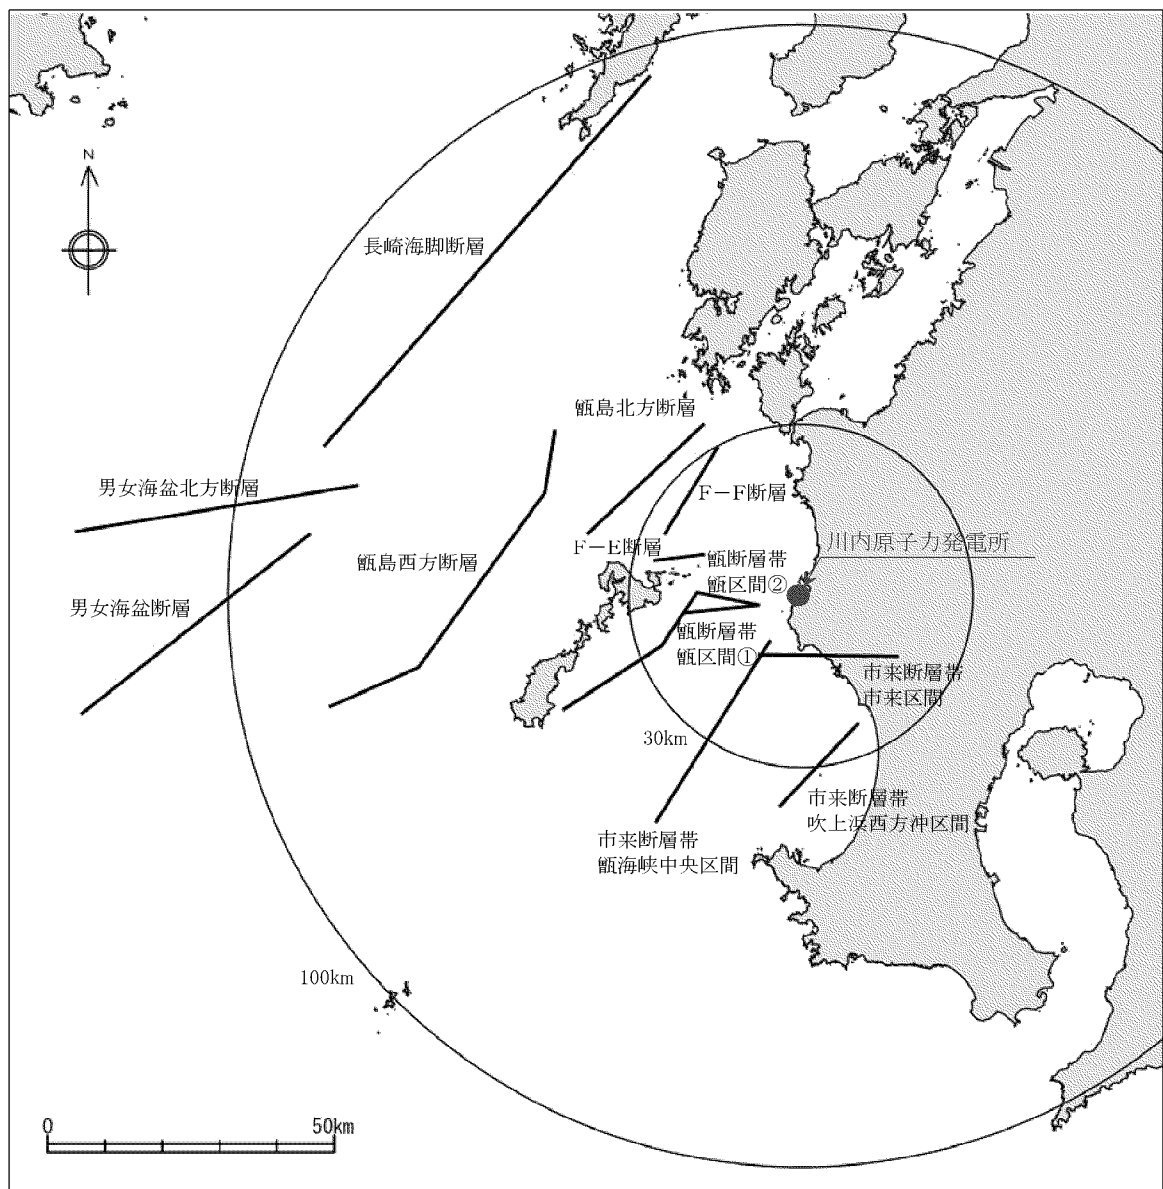 N
長崎海脚断層
甑島北方断層
男女海盆北方断層
F-F断層
F-E断層
川内原子力発電所
甑島西方断層
甑断層帯
甑区間②
男女海盆断層
甑断層帯
甑区間①
市来断層帯
市来区間
30km
市来断層帯
吹上浜西方沖区間
市来断層帯
甑海峡中央区間
100km
0
50km